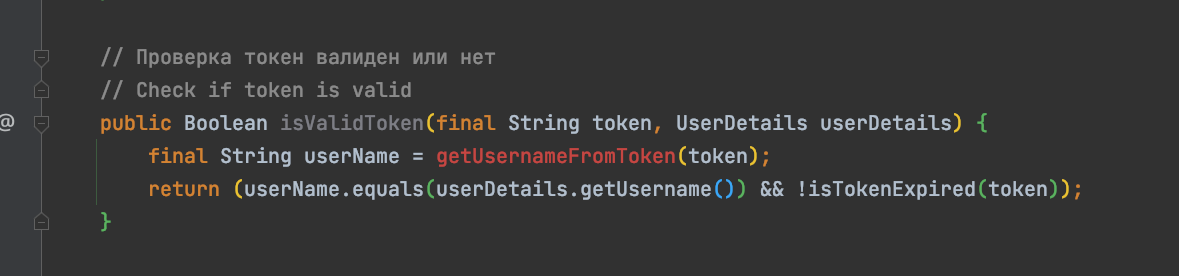 // Проверка токен валиден или нет
// Check if token is valid
@ public Boolean isValidToken(final String token, UserDetails userDetails) {
final String userName = getUsernameFromToken(token);
return (userName.equals(userDetails.getUsername()) && !isTokenExpired(token));
}